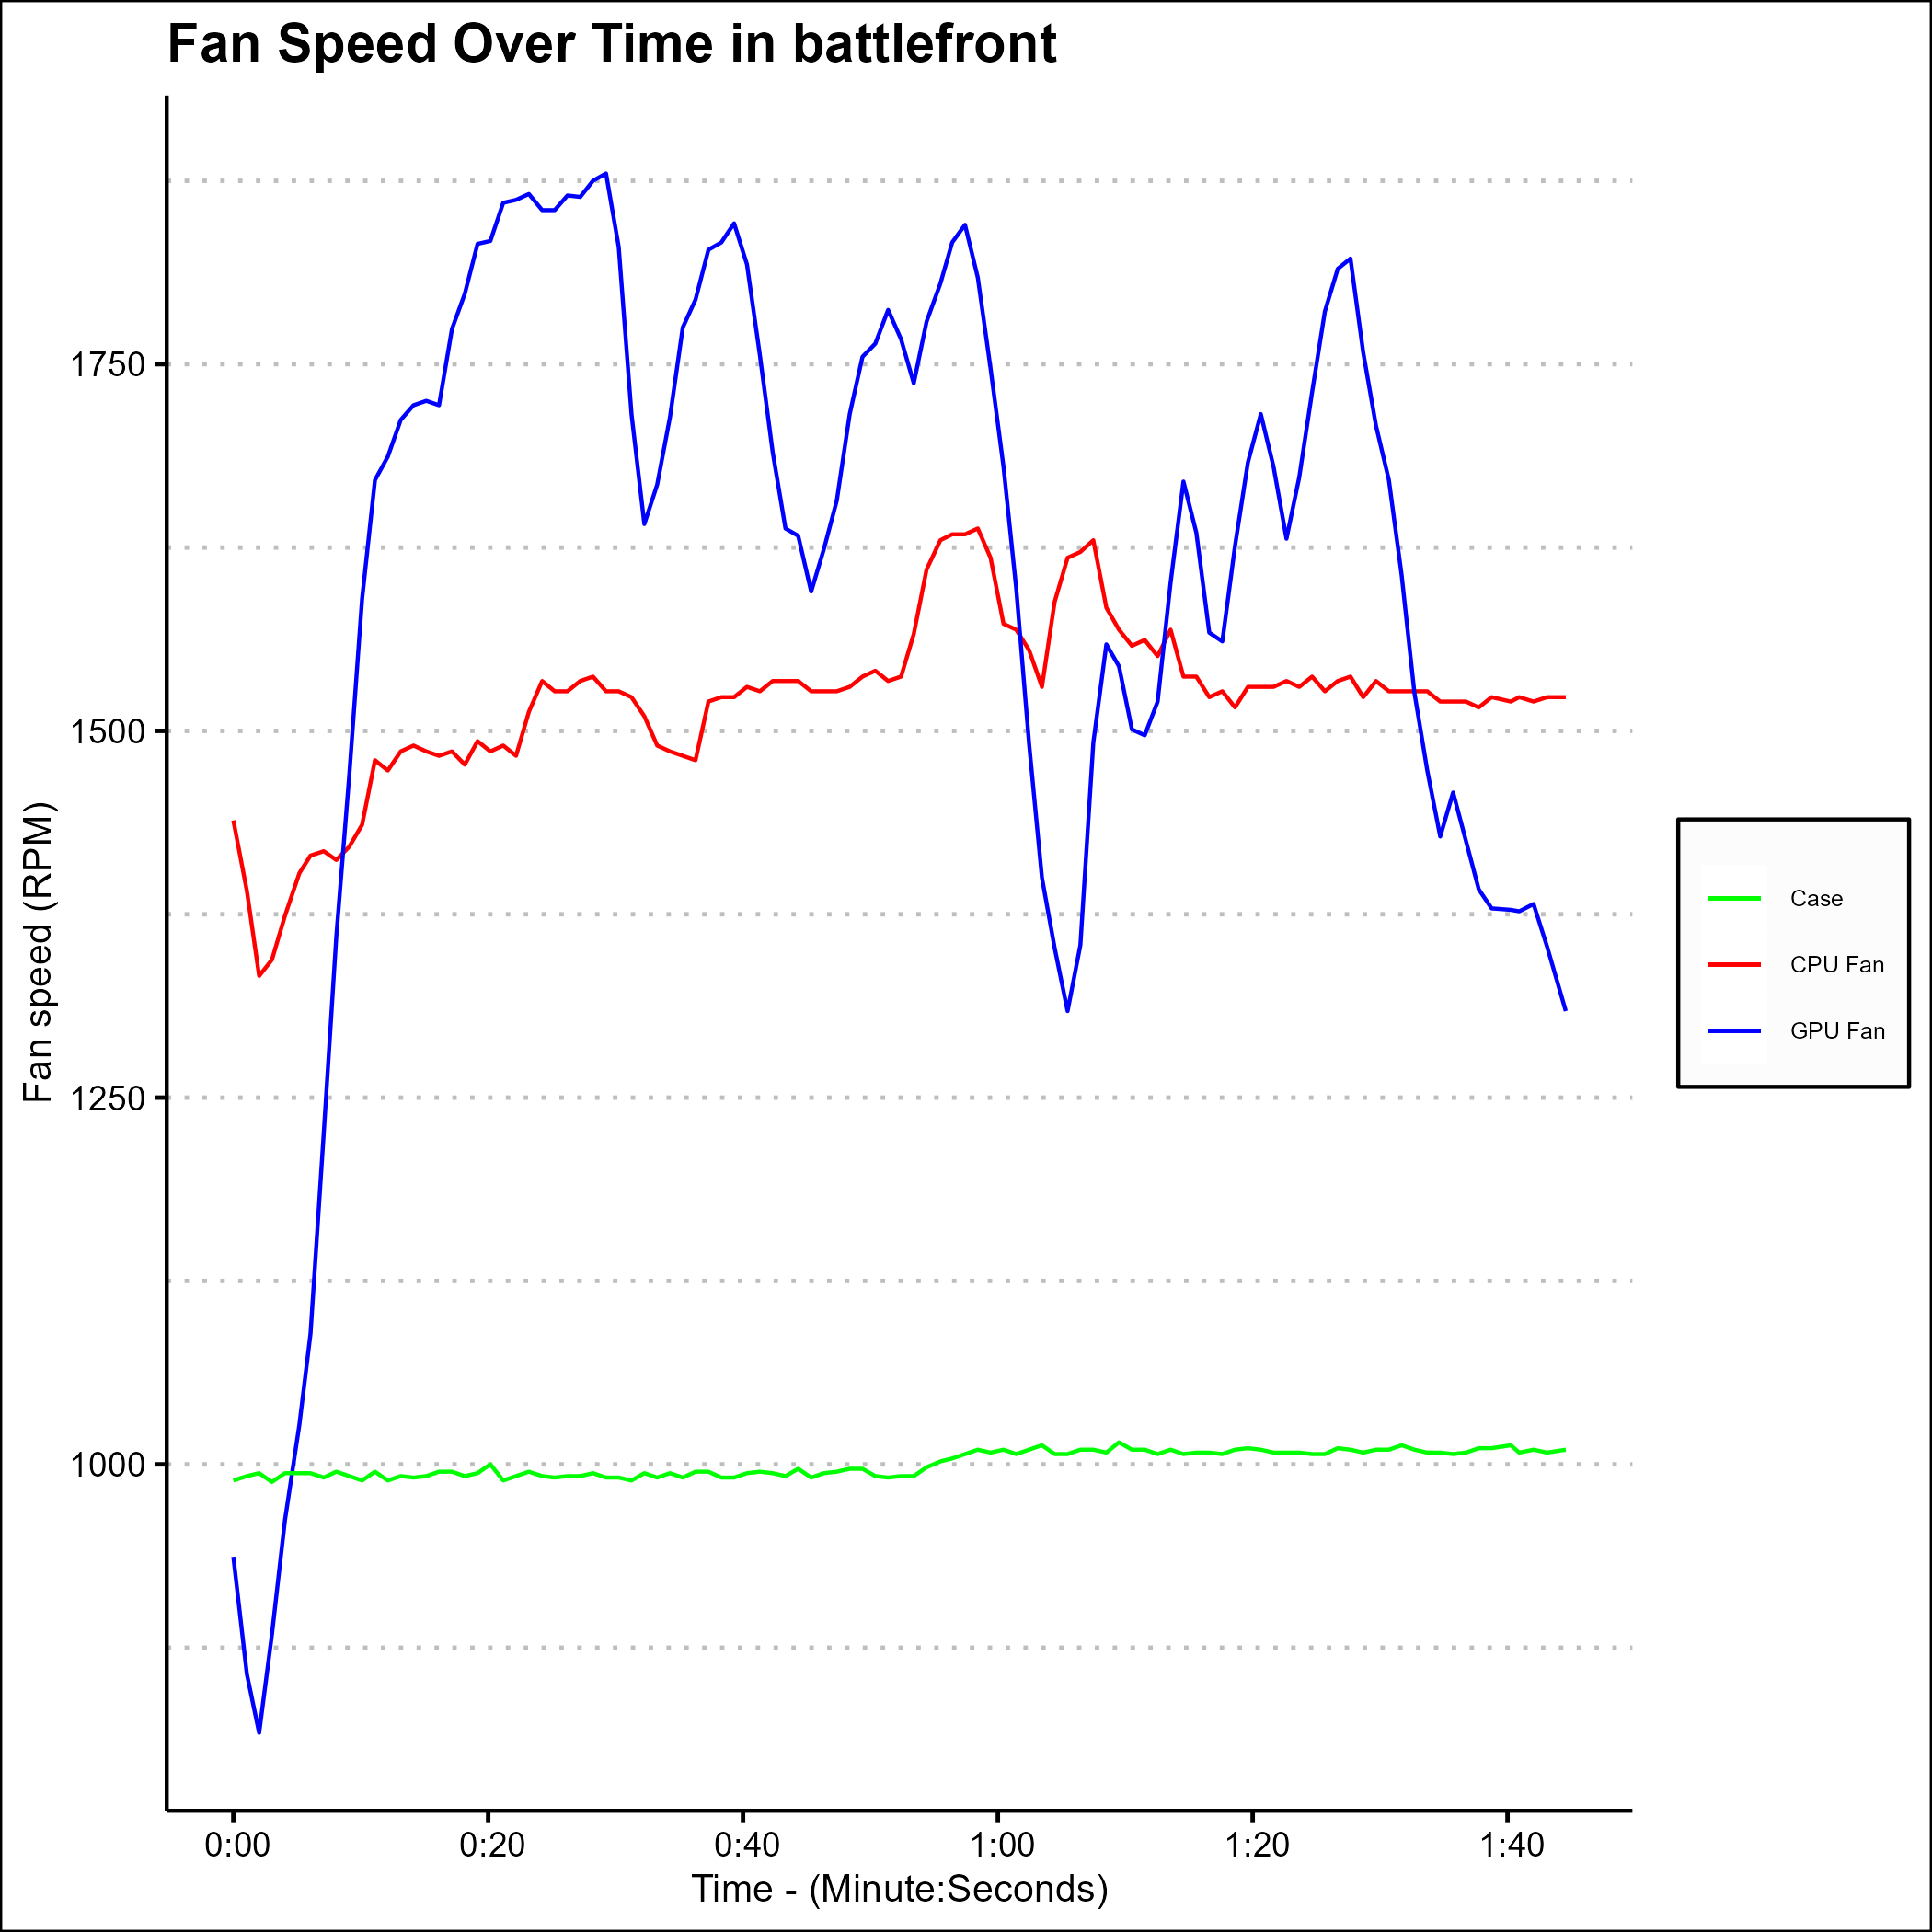 Fan Speed Over Time in battlefront
Fan speed (RPM)
1750
1500
1250
1000
0:00 0:20 0:40 1:00 1:20 1:40
Time - (Minute:Seconds)
Case
CPU Fan
GPU Fan